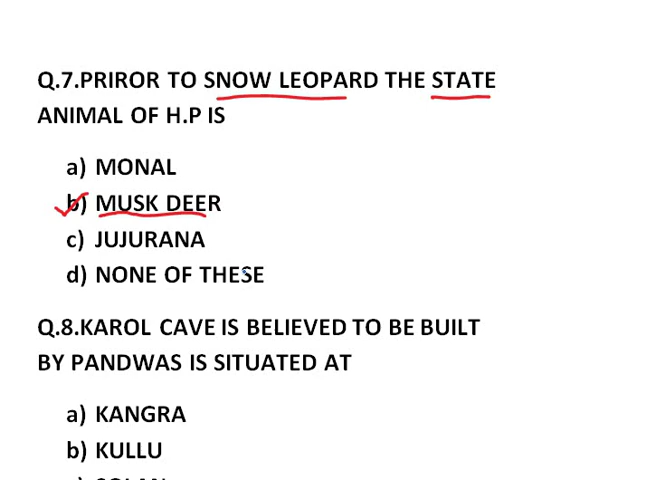 Q.7.PRIROR TO SNOW LEOPARD THE STATE
ANIMAL OF H.P IS
a) MONAL
b) MUSK DEER
c) JUJURANA
d) NONE OF THESE
Q.8.KAROL CAVE IS BELIEVED TO BE BUILT
BY PANDWAS IS SITUATED AT
a) KANGRA
b) KULLU